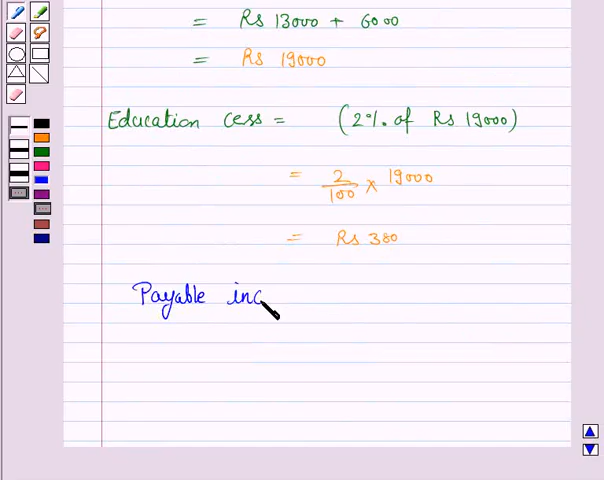 = Rs 13000 + 6000
= Rs 19000
Education cess = (2% of Rs 19000)
= 2/100 × 19000
= Rs 380
Payable inc